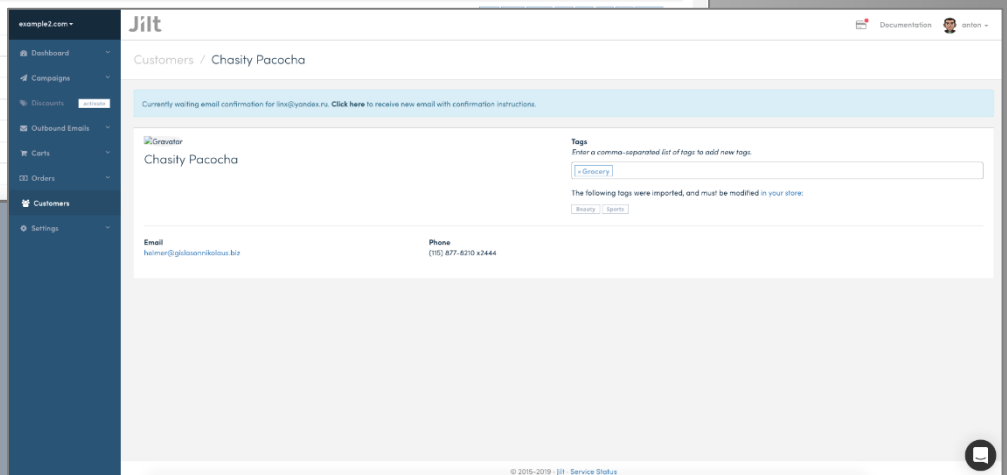 example2.com
Jilt
Documentation
anton
Dashboard
Campaigns
Discounts
activate
Outbound Emails
Carts
Orders
Customers
Settings
Customers / Chasity Pacocha
Currently waiting email confirmation for linx@yandex.ru. Click here to receive new email with confirmation instructions.
Gravatar
Chasity Pacocha
Tags
Enter a comma-separated list of tags to add new tags.
× Grocery
The following tags were imported, and must be modified in your store:
Beauty
Sports
Email
helmer@gislasonnikolaus.biz
Phone
(115) 877-8210 x2444
© 2015-2019 · Jilt · Service Status